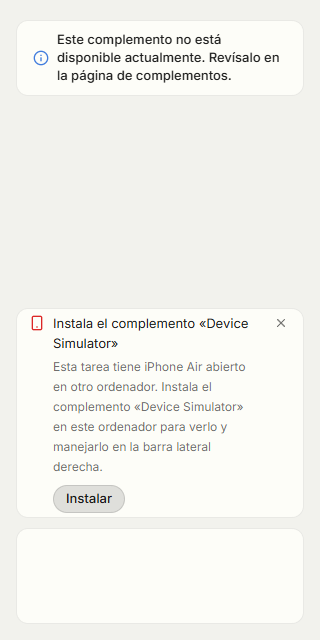 Este complemento no está
disponible actualmente. Revísalo en
la página de complementos.
Instala el complemento «Device
Simulator»
Esta tarea tiene iPhone Air abierto
en otro ordenador. Instala el
complemento «Device Simulator»
en este ordenador para verlo y
manejarlo en la barra lateral
derecha.
Instalar